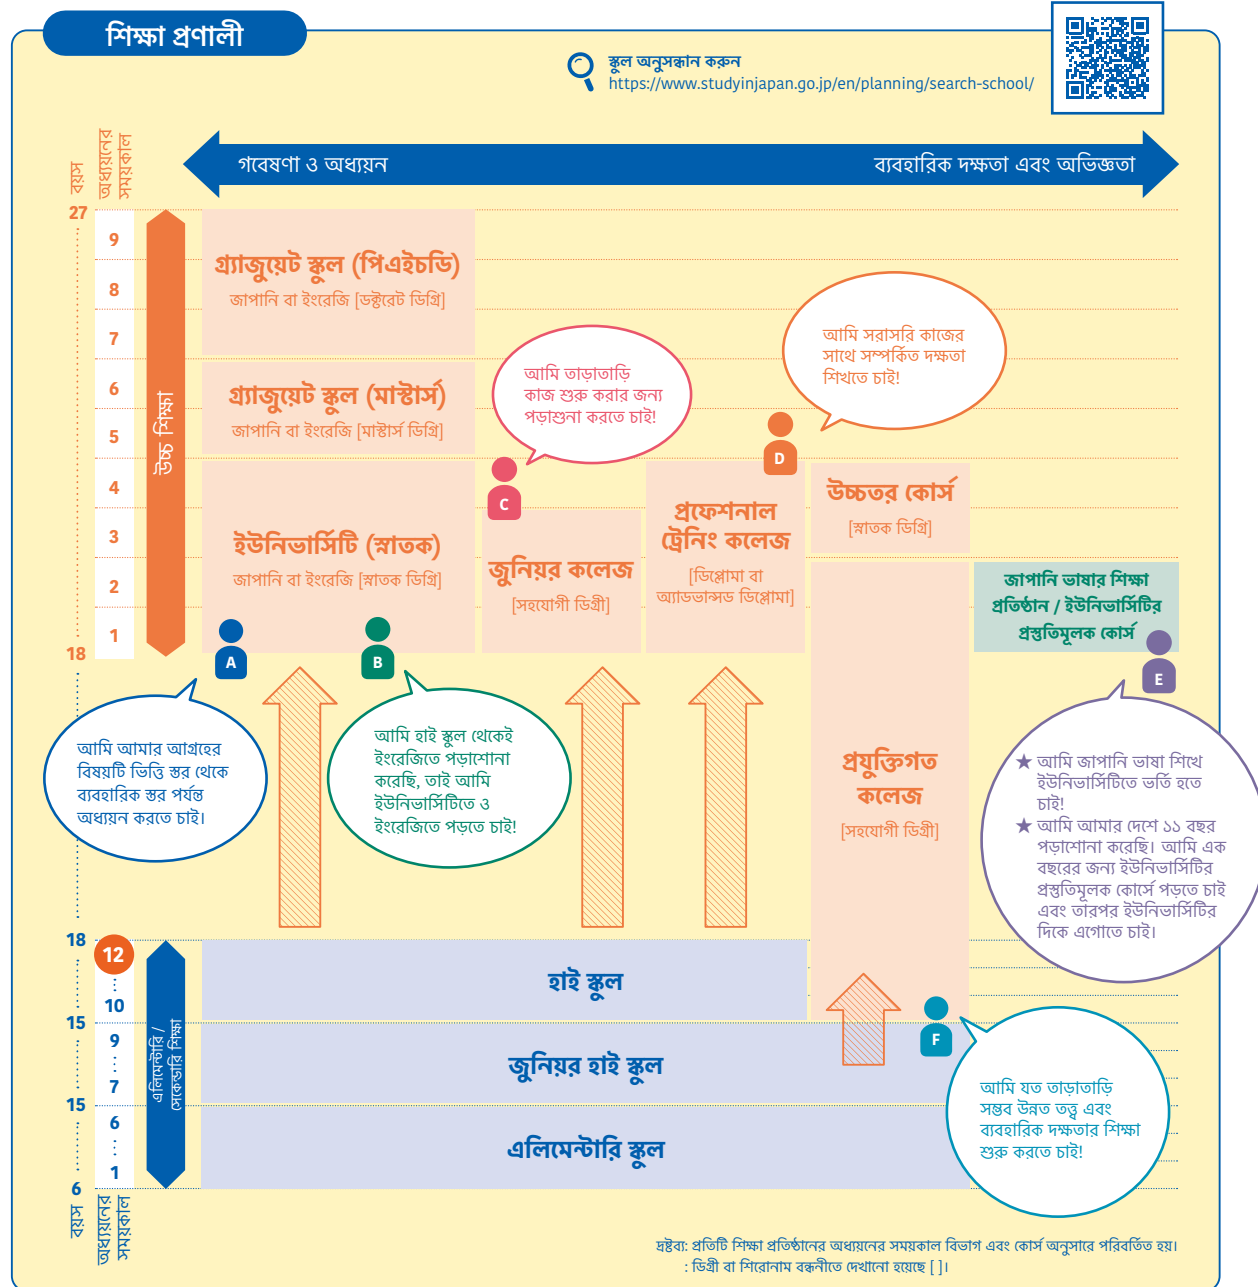 শিক্ষা প্রণালী
স্কুল অনুসন্ধান করুন
https://www.studyinjapan.go.jp/en/planning/search-school/
বয়স
অধ্যয়নের
সময়কাল
গবেষণা ও অধ্যয়ন
ব্যবহারিক দক্ষতা এবং অভিজ্ঞতা
27
9
8
7
6
5
4
3
2
1
18
উচ্চ শিক্ষা
গ্র্যাজুয়েট স্কুল (পিএইচডি)
জাপানি বা ইংরেজি [ডক্টরেট ডিগ্রি]
গ্র্যাজুয়েট স্কুল (মাস্টার্স)
জাপানি বা ইংরেজি [মাস্টার্স ডিগ্রি]
ইউনিভার্সিটি (স্নাতক)
জাপানি বা ইংরেজি [স্নাতক ডিগ্রি]
আমি তাড়াতাড়ি
কাজ শুরু করার জন্য
পড়াশুনা করতে চাই!
C
জুনিয়র কলেজ
[সহযোগী ডিগ্রী]
আমি সরাসরি কাজের
সাথে সম্পর্কিত দক্ষতা
শিখতে চাই!
D
প্রফেশনাল
ট্রেনিং কলেজ
[ডিপ্লোমা বা
অ্যাডভান্সড ডিপ্লোমা]
উচ্চতর কোর্স
[স্নাতক ডিগ্রি]
জাপানি ভাষার শিক্ষা
প্রতিষ্ঠান / ইউনিভার্সিটির
প্রস্ততিমূলক কোর্স
A
B
E
আমি আমার আগ্রহের
বিষয়টি ভিত্তি স্তর থেকে
ব্যবহারিক স্তর পর্যন্ত
অধ্যয়ন করতে চাই।
আমি হাই স্কুল থেকেই
ইংরেজিতে পড়াশোনা
করেছি, তাই আমি
ইউনিভার্সিটিতে ও
ইংরেজিতে পড়তে চাই!
প্রযুক্তিগত
কলেজ
[সহযোগী ডিগ্রী]
★ আমি জাপানি ভাষা শিখে
ইউনিভার্সিটিতে ভর্তি হতে
চাই!
★ আমি আমার দেশে ১১ বছর
পড়াশোনা করেছি। আমি এক
বছরের জন্য ইউনিভার্সিটির
প্রস্তুতিমূলক কোর্সে পড়তে চাই
এবং তারপর ইউনিভার্সিটির
দিকে এগোতে চাই।
18
12
10
15
9
7
15
6
1
6
এলিমেন্টারি /
সেকেন্ডারি শিক্ষা
হাই স্কুল
জুনিয়র হাই স্কুল
এলিমেন্টারি স্কুল
F
আমি যত তাড়াতাড়ি
সম্ভব উন্নত তত্ত্ব এবং
ব্যবহারিক দক্ষতার শিক্ষা
শুরু করতে চাই!
বয়স
অধ্যয়নের
সময়কাল
দ্রষ্টব্য: প্রতিটি শিক্ষা প্রতিষ্ঠানের অধ্যয়নের সময়কাল বিভাগ এবং কোর্স অনুসারে পরিবর্তিত হয়।
: ডিগ্রী বা শিরোনাম বন্ধনীতে দেখানো হয়েছে [ ]।